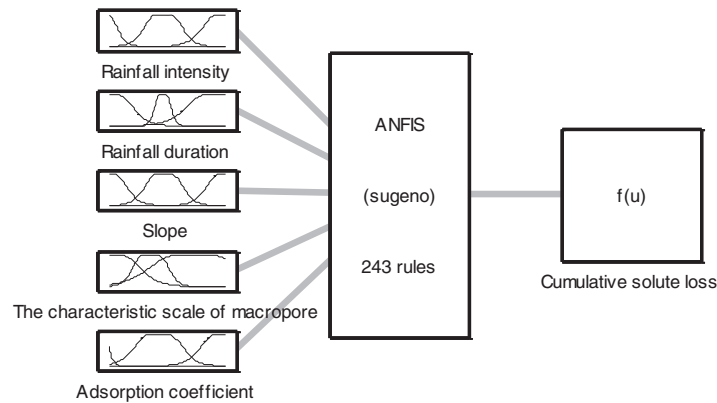 Rainfall intensity
Rainfall duration
Slope
The characteristic scale of macropore
Adsorption coefficient
ANFIS
(sugeno)
243 rules
f(u)
Cumulative solute loss